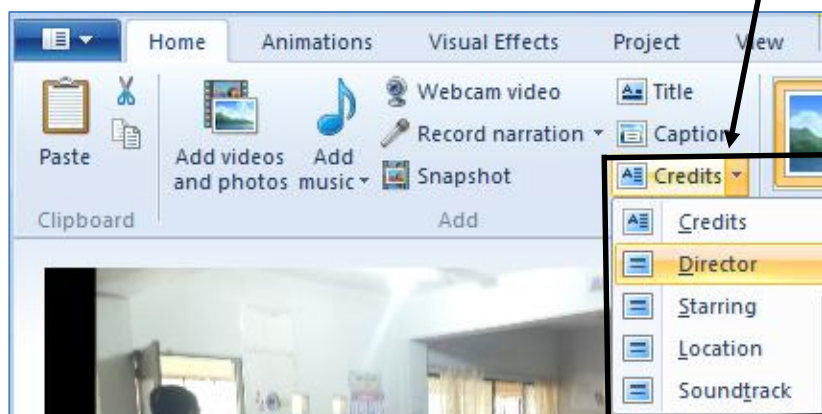 Home Animations Visual Effects Project View
Paste
Add videos and photos
Add music
Webcam video
Record narration
Snapshot
Title
Caption
Credits
Clipboard Add
Credits
Director
Starring
Location
Soundtrack